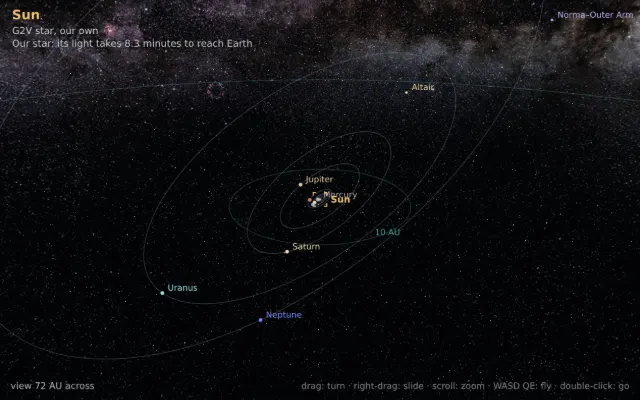 Sun
G2V star, our own
Our star: its light takes 8.3 minutes to reach Earth
Norma–Outer Arm
Altair
Jupiter
Mercury
Sun
10 AU
Saturn
Uranus
Neptune
view 72 AU across
drag: turn · right-drag: slide · scroll: zoom · WASD QE: fly · double-click: go